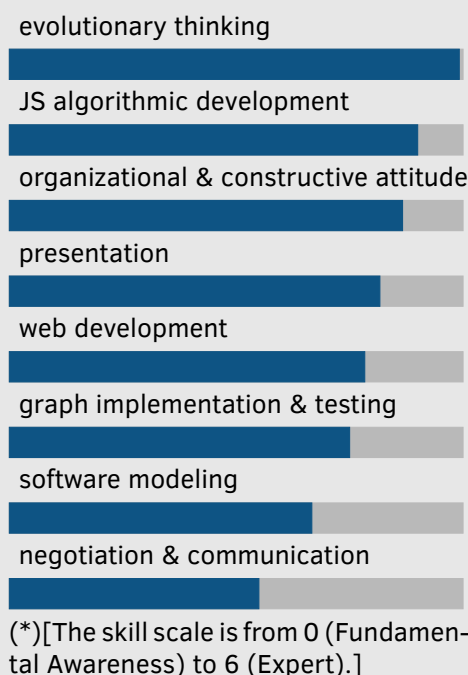 evolutionary thinking
JS algorithmic development
organizational & constructive attitude
presentation
web development
graph implementation & testing
software modeling
negotiation & communication
(*)[The skill scale is from 0 (Fundamen-
tal Awareness) to 6 (Expert).]